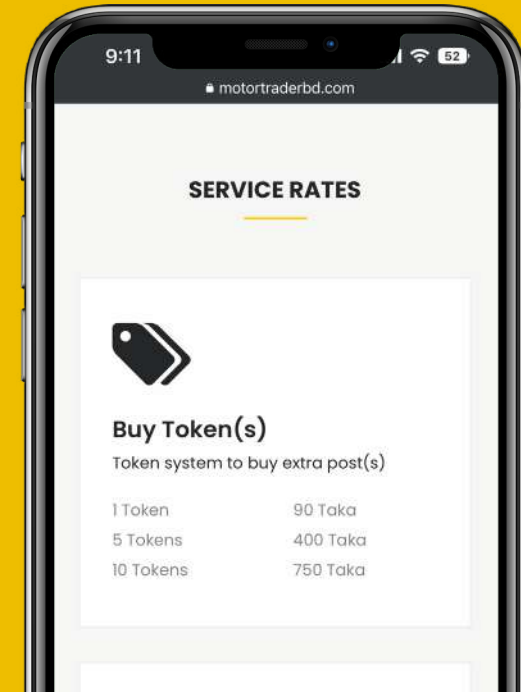 9:11
52
motortraderbd.com
SERVICE RATES
Buy Token(s)
Token system to buy extra post(s)
1 Token 90 Taka
5 Tokens 400 Taka
10 Tokens 750 Taka